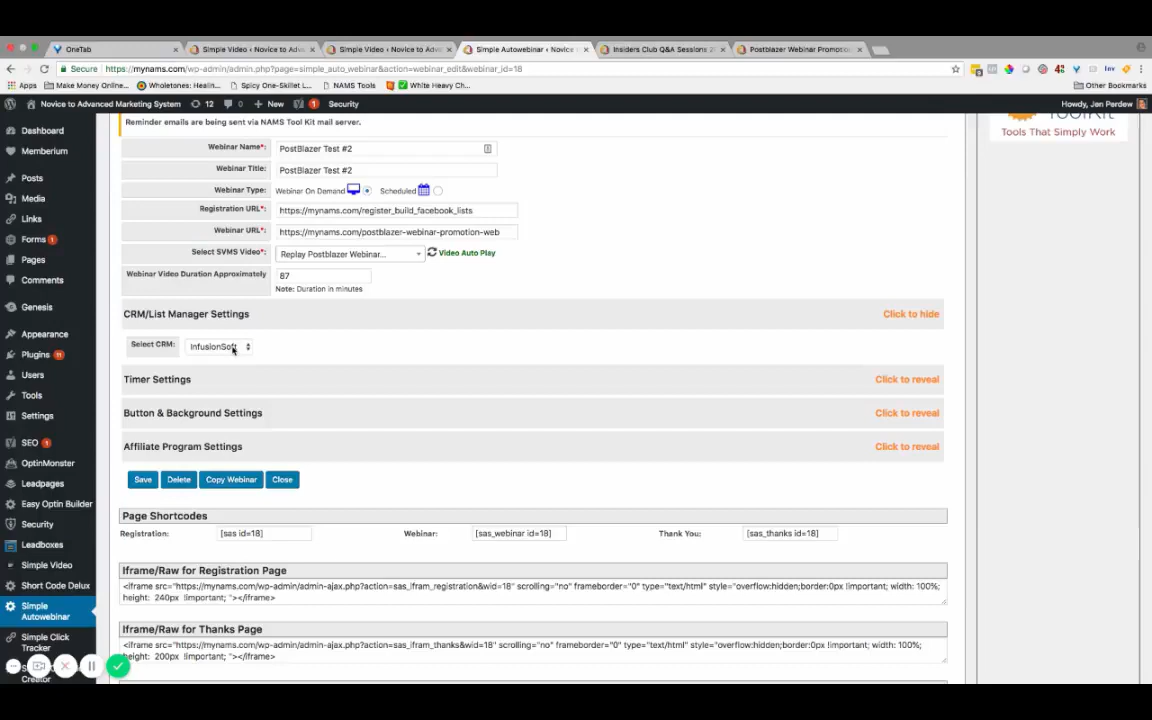 OneTab
Simple Video ‹ Novice to Adva
Simple Video ‹ Novice to Adva
Simple Autowebinar ‹ Novice
Insiders Club Q&A Sessions 2
Postblazer Webinar Promotio
Secure
https://mynams.com/wp-admin/admin.php?page=simple_auto_webinar&action=webinar_edit&webinar_id=18
Apps
Make Money Online...
Wholetones: Healin...
Spicy One-Skillet L...
NAMS Tools
White Heavy Ch...
Other Bookmarks
Novice to Advanced Marketing System
12
0
New
1
Security
Howdy, Jen Perdew
Dashboard
Memberium
Posts
Media
Links
Forms 1
Pages
Comments
Genesis
Appearance
Plugins 11
Users
Tools
Settings
SEO 1
OptinMonster
Leadpages
Easy Optin Builder
Security
Leadboxes
Simple Video
Short Code Delux
Simple
Autowebinar
Simple Click
Tracker
Creator
Reminder emails are being sent via NAMS Tool Kit mail server.
Webinar Name*:
PostBlazer Test #2
Webinar Title:
PostBlazer Test #2
Webinar Type:
Webinar On Demand
Scheduled
Registration URL*:
https://mynams.com/register_build_facebook_lists
Webinar URL*:
https://mynams.com/postblazer-webinar-promotion-web
Select SVMS Video*:
Replay Postblazer Webinar...
Video Auto Play
Webinar Video Duration Approximately
87
Note: Duration in minutes
CRM/List Manager Settings
Click to hide
Select CRM:
InfusionSoft
Timer Settings
Click to reveal
Button & Background Settings
Click to reveal
Affiliate Program Settings
Click to reveal
Save
Delete
Copy Webinar
Close
Page Shortcodes
Registration:
[sas id=18]
Webinar:
[sas_webinar id=18]
Thank You:
[sas_thanks id=18]
Iframe/Raw for Registration Page
<iframe src="https://mynams.com/wp-admin/admin-ajax.php?action=sas_ifram_registration&wid=18" scrolling="no" frameborder="0" type="text/html" style="overflow:hidden;border:0px !important; width: 100%;
height: 240px !important; "></iframe>
Iframe/Raw for Thanks Page
<iframe src="https://mynams.com/wp-admin/admin-ajax.php?action=sas_ifram_thanks&wid=18" scrolling="no" frameborder="0" type="text/html" style="overflow:hidden;border:0px !important; width: 100%;
height: 200px !important; "></iframe>
Tools That Simply Work